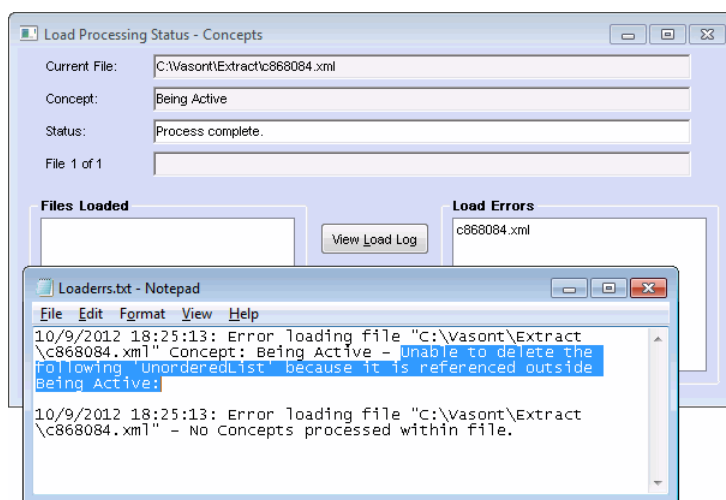 Load Processing Status - Concepts
Current File: C:\Vasont\Extract\c868084.xml
Concept: Being Active
Status: Process complete.
File 1 of 1
Files Loaded
View Load Log
Load Errors
c868084.xml
Loaderrs.txt - Notepad
File Edit Format View Help
10/9/2012 18:25:13: Error loading file "C:\Vasont\Extract
\c868084.xml" Concept: Being Active - Unable to delete the
following 'UnorderedList' because it is referenced outside
Being Active:
10/9/2012 18:25:13: Error loading file "C:\Vasont\Extract
\c868084.xml" - No Concepts processed within file.